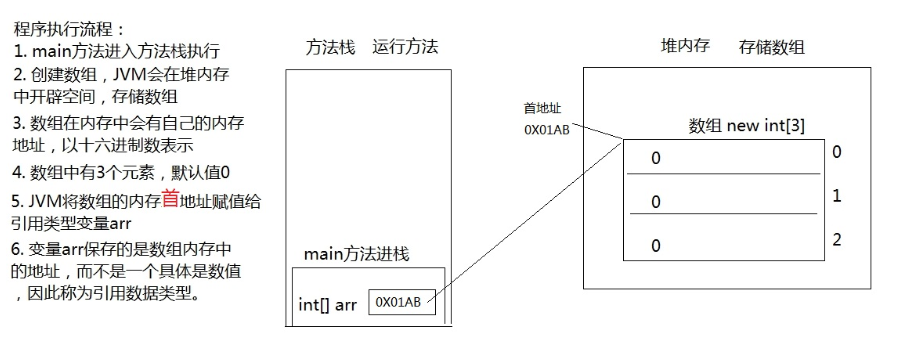 程序执行流程：
1. main方法进入方法栈执行
2. 创建数组，JVM会在堆内存
中开辟空间，存储数组
3. 数组在内存中会有自己的内存
地址，以十六进制数表示
4. 数组中有3个元素，默认值0
5. JVM将数组的内存首地址赋值给
引用类型变量arr
6. 变量arr保存的是数组内存中
的地址，而不是一个具体是数值
，因此称为引用数据类型。
方法栈 运行方法
main方法进栈
int[] arr 0X01AB
堆内存 存储数组
首地址
0X01AB
数组 new int[3]
0 0
0 1
0 2